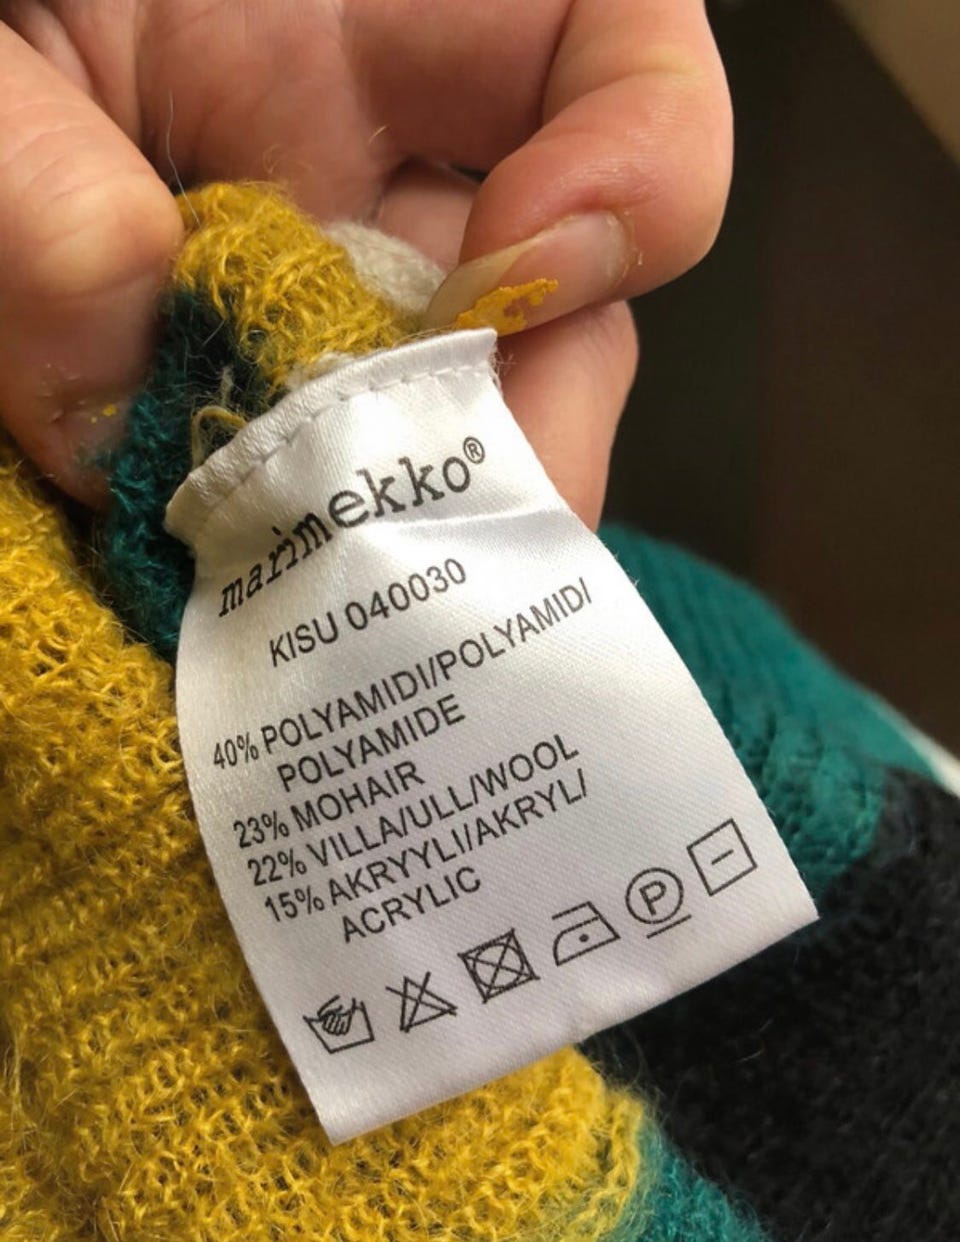 marimekko®
KISU 040030
40% POLYAMIDI/POLYAMID/
POLYAMIDE
23% MOHAIR
22% VILLA/ULL/WOOL
15% AKRYYLI/AKRYL/
ACRYLIC
P